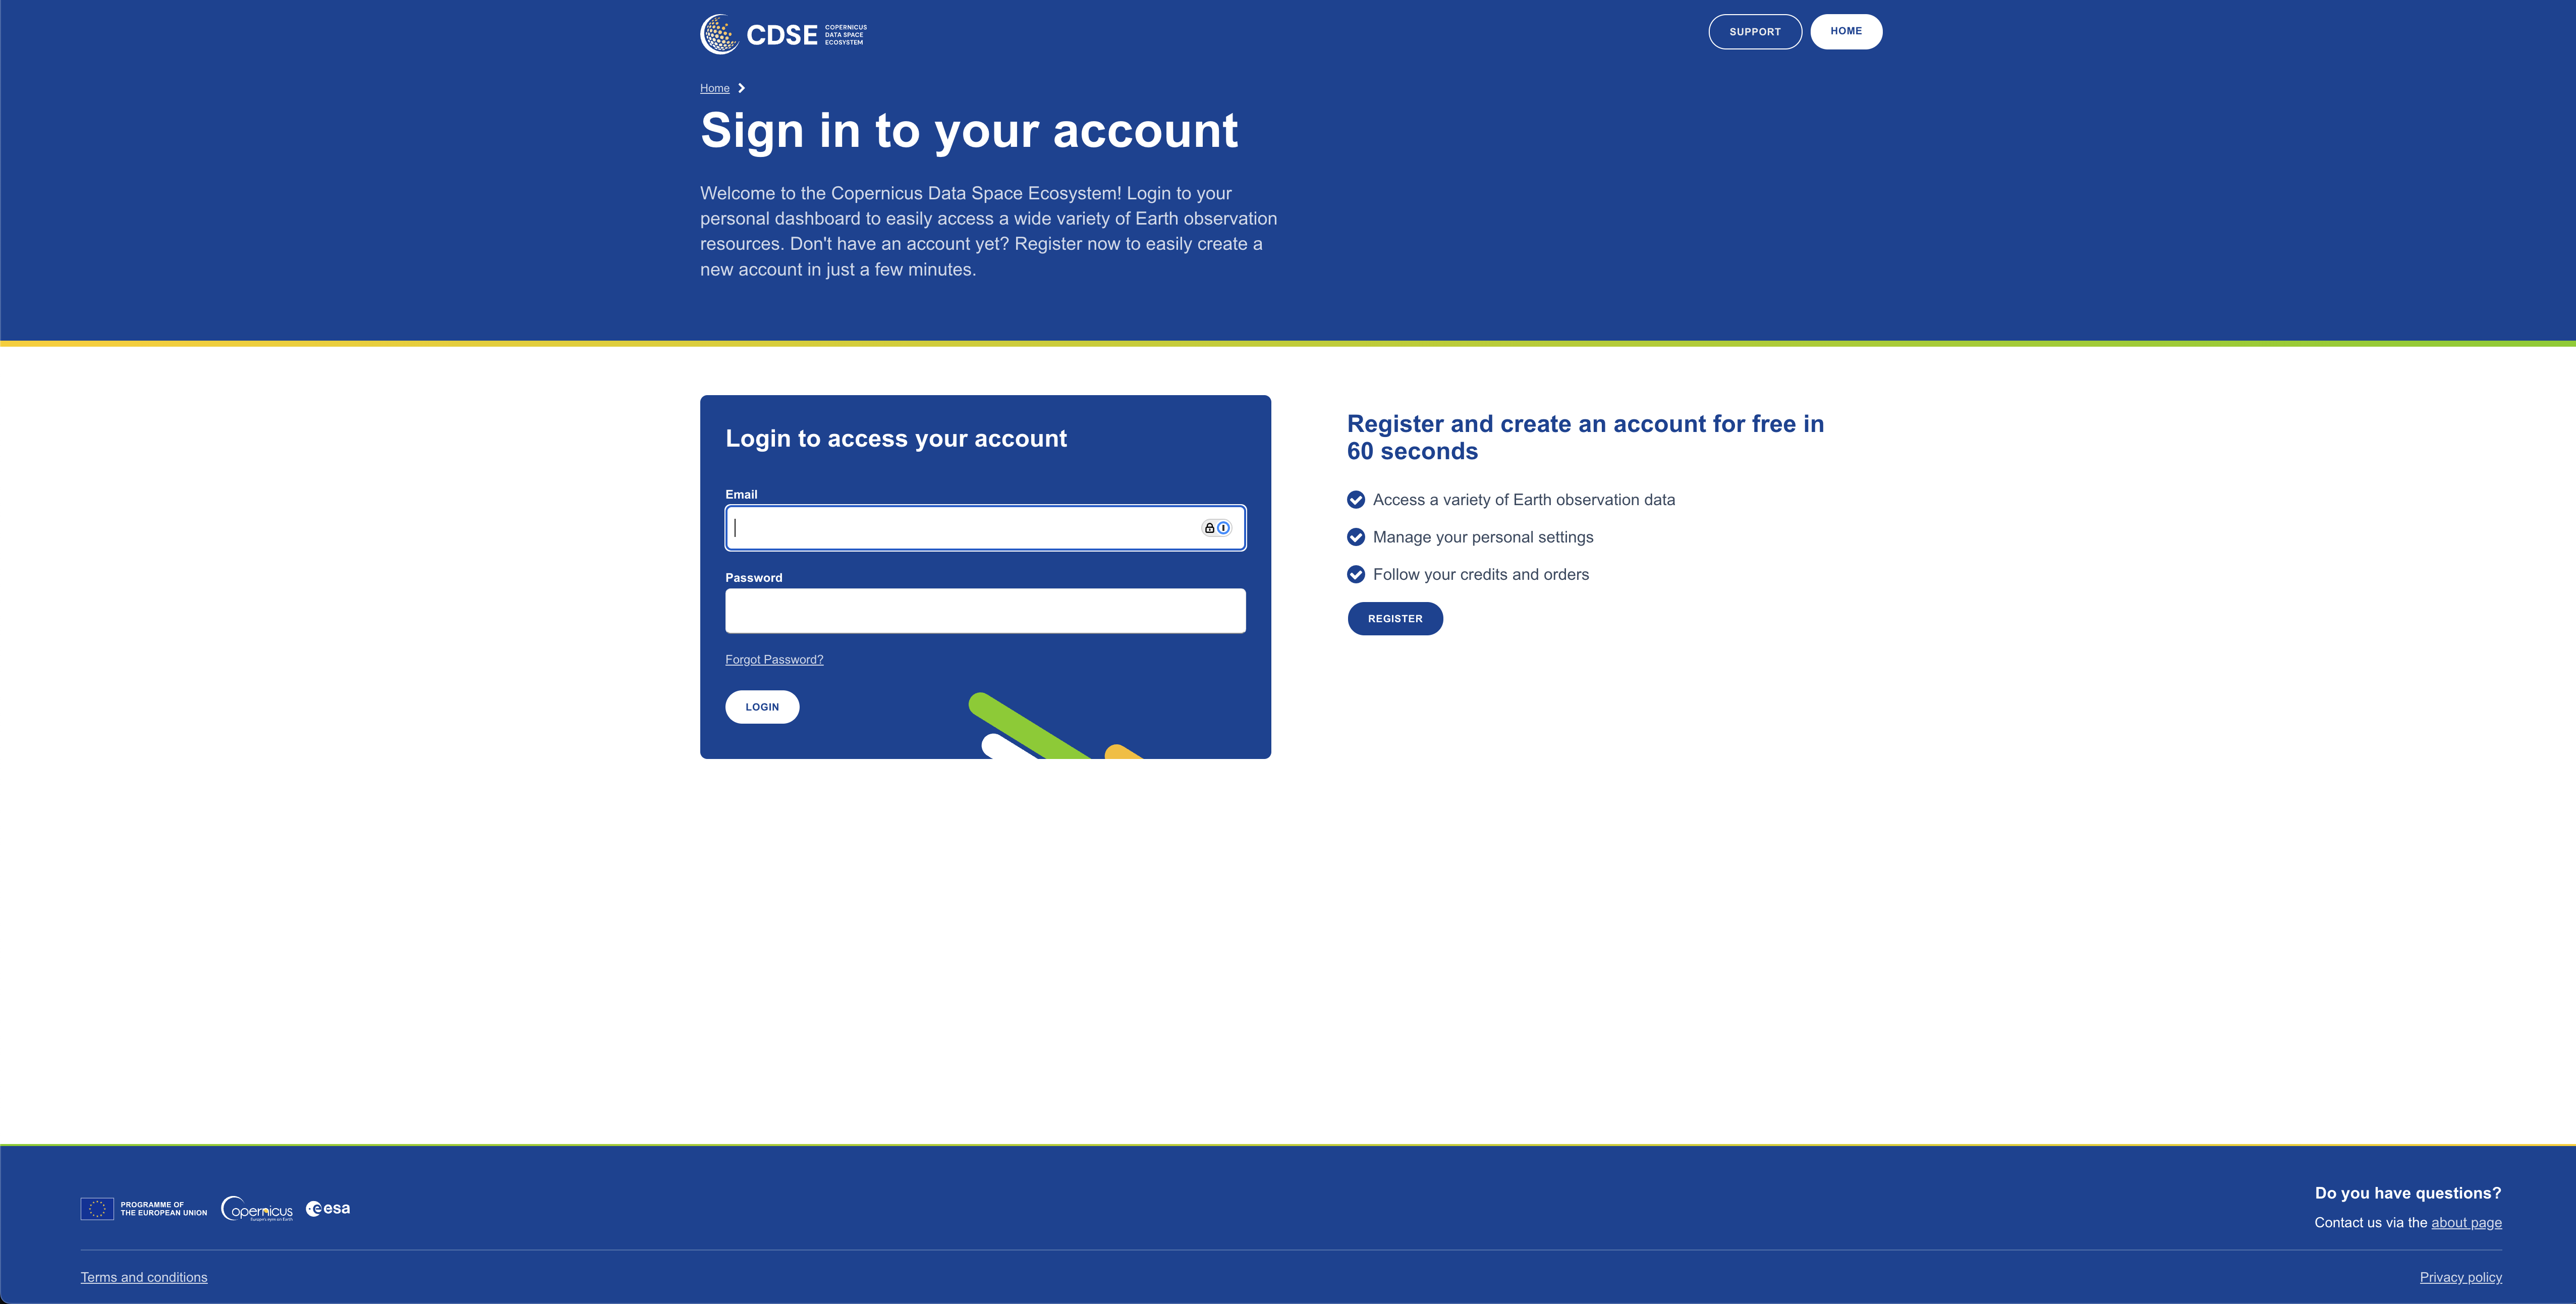 CDSE
COPERNICUS
DATA SPACE
ECOSYSTEM
SUPPORT
HOME
Home
Sign in to your account
Welcome to the Copernicus Data Space Ecosystem! Login to your
personal dashboard to easily access a wide variety of Earth observation
resources. Don't have an account yet? Register now to easily create a
new account in just a few minutes.
Login to access your account
Email
Password
Forgot Password?
LOGIN
Register and create an account for free in
60 seconds
Access a variety of Earth observation data
Manage your personal settings
Follow your credits and orders
REGISTER
PROGRAMME OF
THE EUROPEAN UNION
Copernicus
Europe's eyes on Earth
esa
Do you have questions?
Contact us via the about page
Terms and conditions
Privacy policy